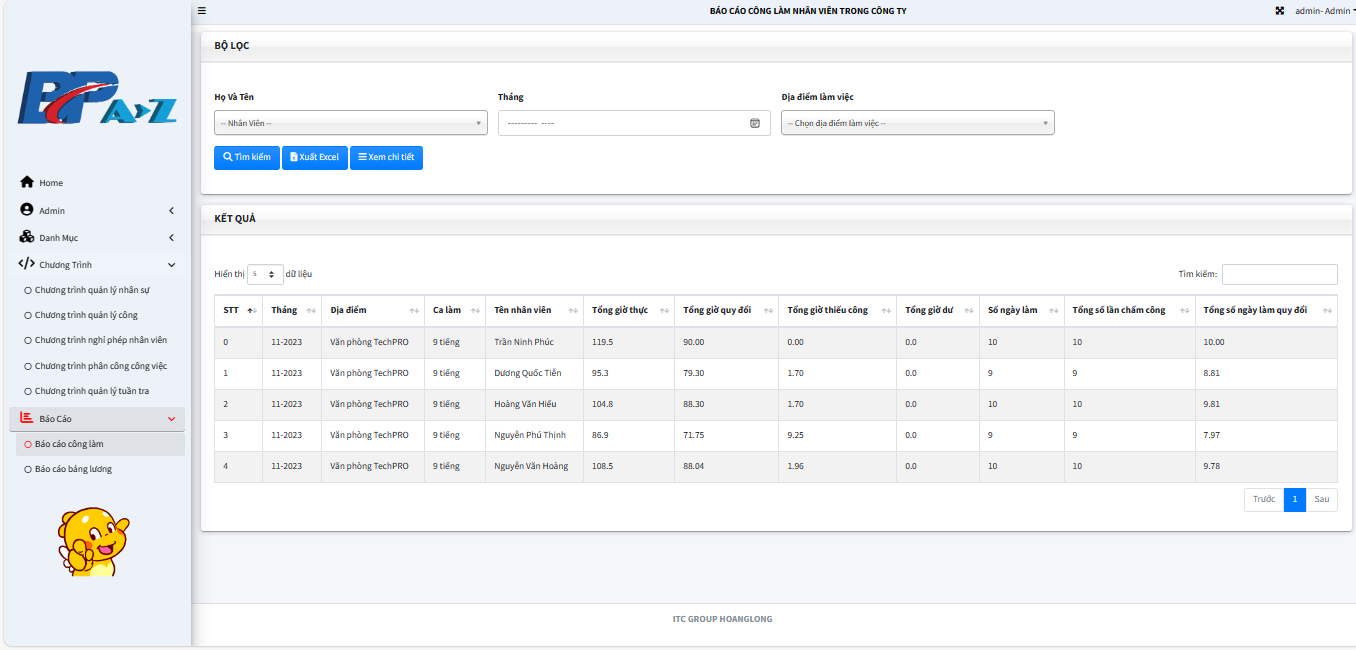 BÁO CÁO CÔNG LÀM NHÂN VIÊN TRONG CÔNG TY
admin- Admin
BP A-Z
Home
Admin
Danh Mục
Chương Trình
Chương trình quản lý nhân sự
Chương trình quản lý công
Chương trình nghỉ phép nhân viên
Chương trình phân công công việc
Chương trình quản lý tuần tra
Báo Cáo
Báo cáo công làm
Báo cáo bảng lương
BỘ LỌC
Họ Và Tên Tháng Địa điểm làm việc
-- Nhân Viên -- --------- ---- -- Chọn địa điểm làm việc --
Tìm kiếm Xuất Excel Xem chi tiết
KẾT QUẢ
Hiển thị 5 dữ liệu Tìm kiếm:
STT Tháng Địa điểm Ca làm Tên nhân viên Tổng giờ thực Tổng giờ quy đổi Tổng giờ thiếu công Tổng giờ dư Số ngày làm Tổng số lần chấm công Tổng số ngày làm quy đổi
0 11-2023 Văn phòng TechPRO 9 tiếng Trần Ninh Phúc 119.5 90.00 0.00 0.0 10 10 10.00
1 11-2023 Văn phòng TechPRO 9 tiếng Dương Quốc Tiến 95.3 79.30 1.70 0.0 9 9 8.81
2 11-2023 Văn phòng TechPRO 9 tiếng Hoàng Văn Hiếu 104.8 88.30 1.70 0.0 10 10 9.81
3 11-2023 Văn phòng TechPRO 9 tiếng Nguyễn Phú Thịnh 86.9 71.75 9.25 0.0 9 9 7.97
4 11-2023 Văn phòng TechPRO 9 tiếng Nguyễn Văn Hoàng 108.5 88.04 1.96 0.0 10 10 9.78
Trước 1 Sau
ITC GROUP HOANGLONG